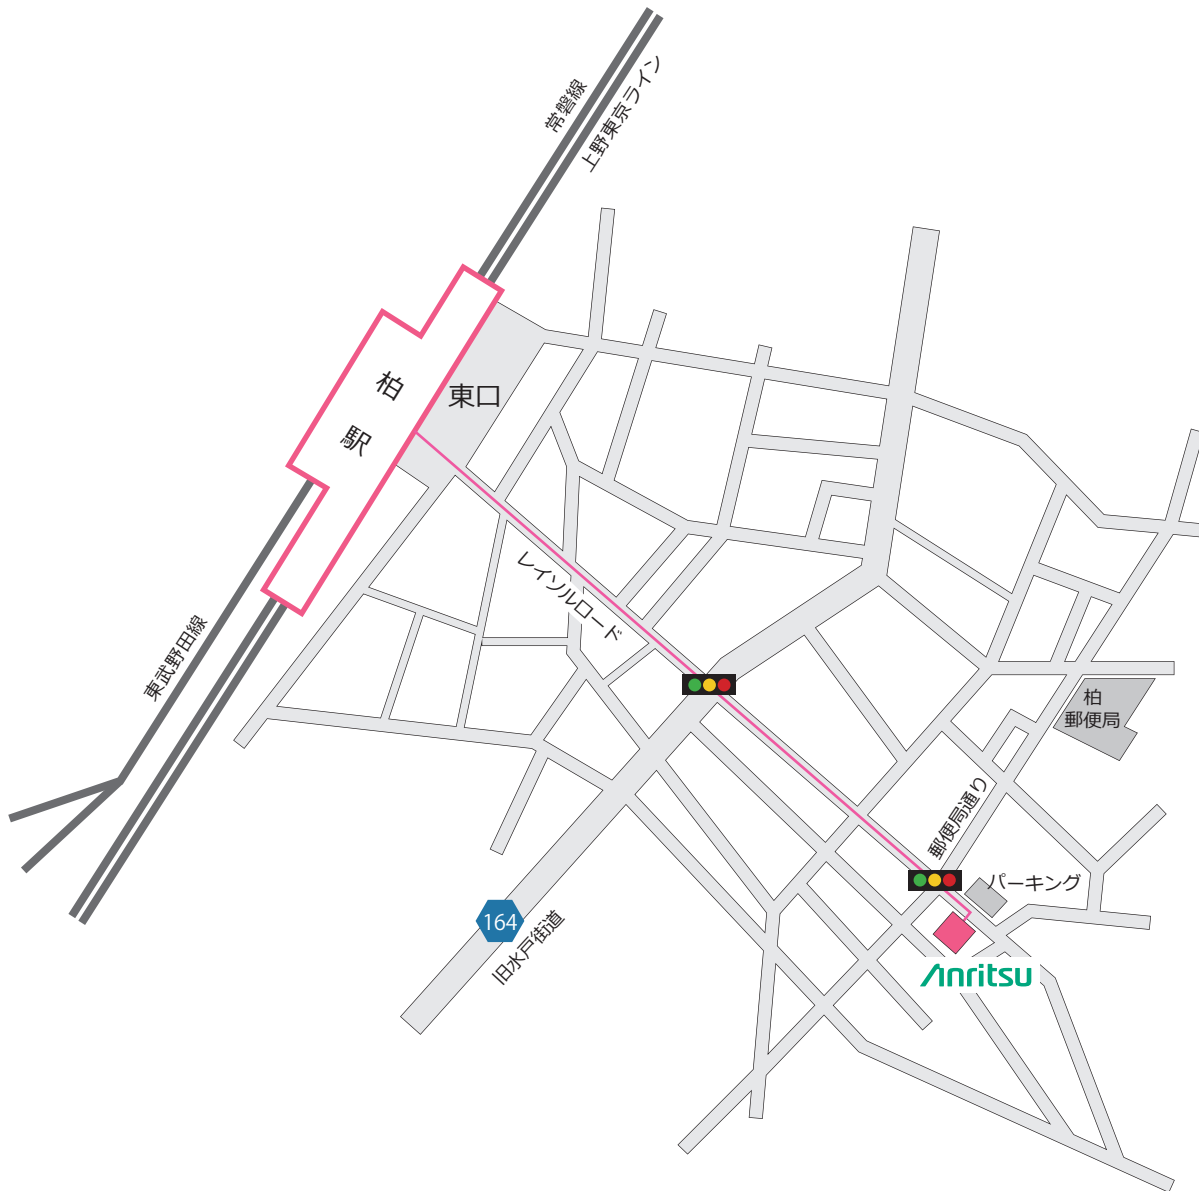 常磐線
上野東京ライン
柏駅
東口
レイソルロード
東武野田線
柏
郵便局
郵便局通り
パーキング
164
旧水戸街道
Anritsu